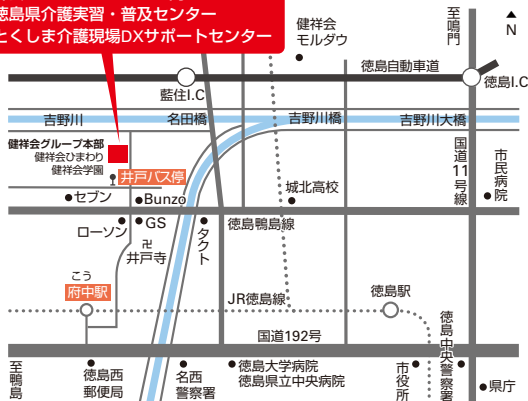 徳島県介護実習・普及センター
とくしま介護現場DXサポートセンター
健祥会
モルダウ
至鳴門
N
徳島自動車道
藍住I.C
徳島I.C
吉野川
名田橋
吉野川橋
吉野川大橋
健祥会グループ本部
健祥会ひまわり
健祥会学園
井戸バス停
国道11号線
市民病院
セブン
Bunzo
城北高校
ローソン
GS
タクト
徳島鴨島線
卍
井戸寺
こう
府中駅
JR徳島線
徳島駅
国道192号
徳島中央警察署
至鴨島
徳島西
郵便局
名西
警察署
徳島大学病院
徳島県立中央病院
市役所
県庁